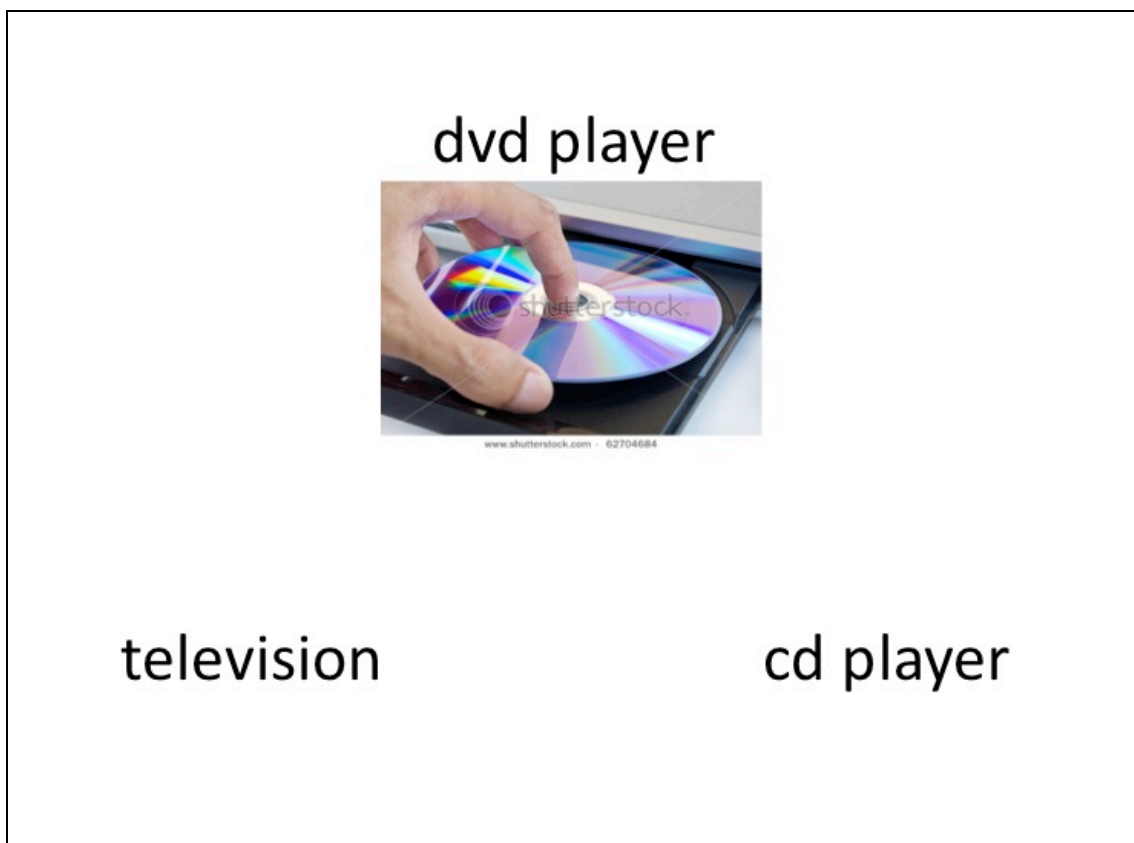 dvd player
shutterstock.
www.shutterstock.com · 62704684
television
cd player